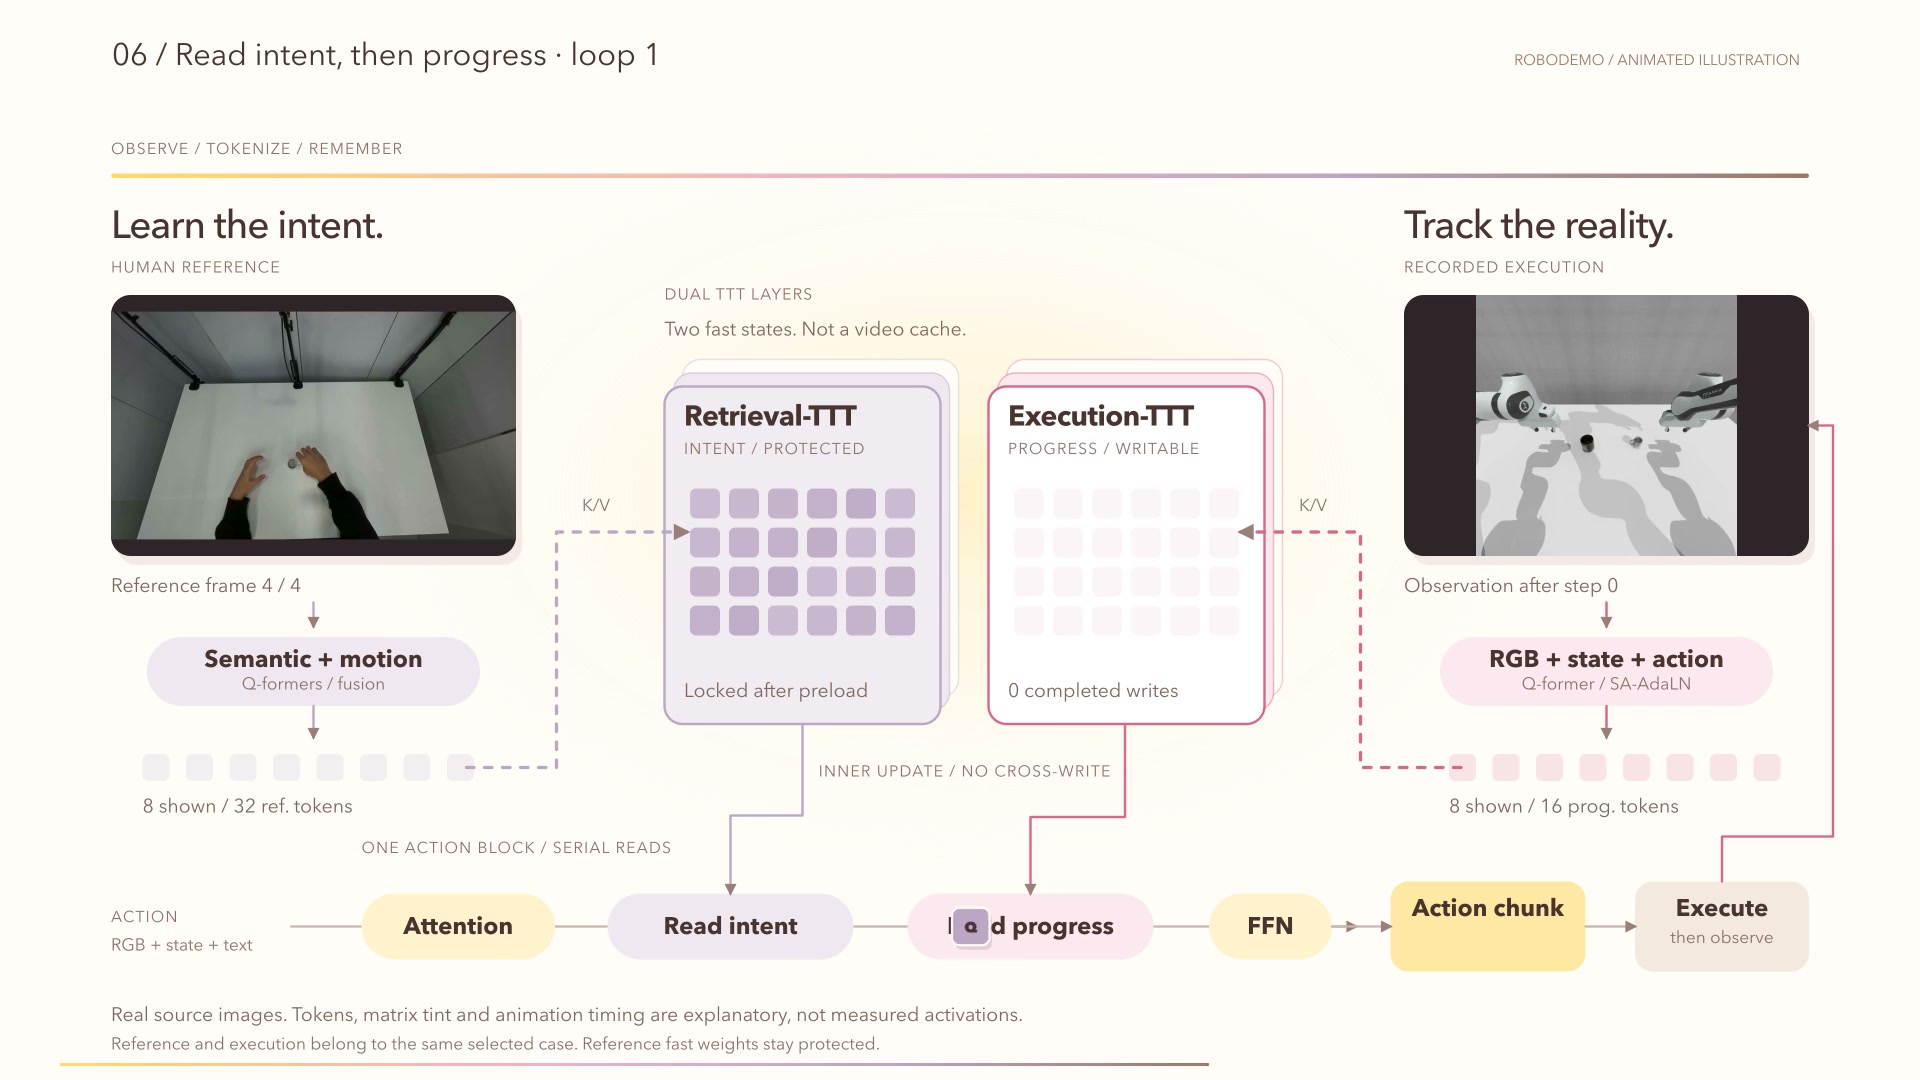 06 / Read intent, then progress · loop 1
ROBODEMO / ANIMATED ILLUSTRATION
OBSERVE / TOKENIZE / REMEMBER
Learn the intent.
HUMAN REFERENCE
Track the reality.
RECORDED EXECUTION
DUAL TTT LAYERS
Two fast states. Not a video cache.
Retrieval-TTT
INTENT / PROTECTED
Execution-TTT
PROGRESS / WRITABLE
K/V
K/V
Reference frame 4 / 4
Observation after step 0
Semantic + motion
Q-formers / fusion
RGB + state + action
Q-former / SA-AdaLN
Locked after preload
0 completed writes
INNER UPDATE / NO CROSS-WRITE
8 shown / 32 ref. tokens
8 shown / 16 prog. tokens
ONE ACTION BLOCK / SERIAL READS
ACTION
RGB + state + text
Attention
Read intent
Q
progress
FFN
Action chunk
Execute
then observe
Real source images. Tokens, matrix tint and animation timing are explanatory, not measured activations.
Reference and execution belong to the same selected case. Reference fast weights stay protected.